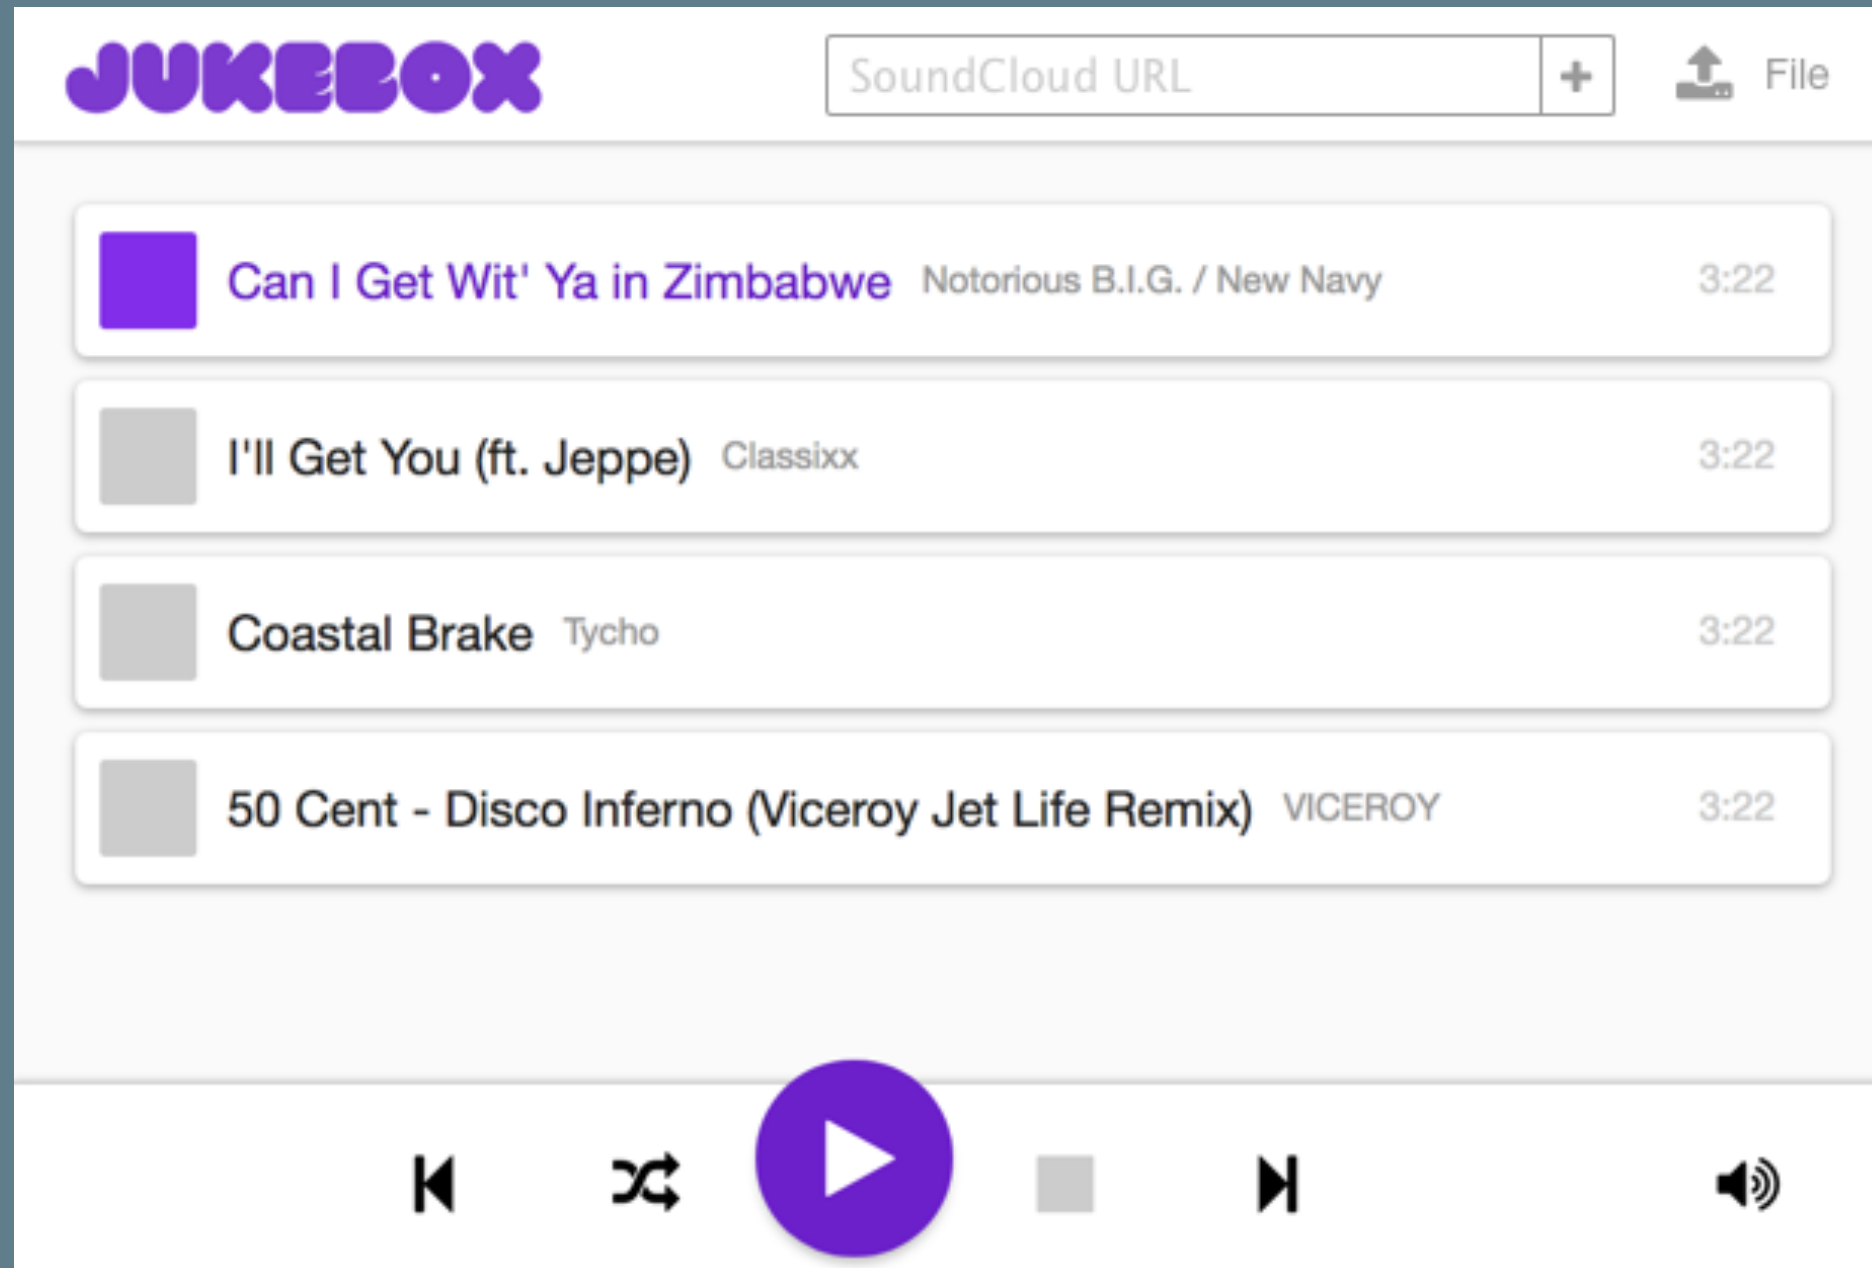 JUKEBOX SoundCloud URL + File
Can I Get Wit' Ya in Zimbabwe Notorious B.I.G. / New Navy 3:22
I'll Get You (ft. Jeppe) Classixx 3:22
Coastal Brake Tycho 3:22
50 Cent - Disco Inferno (Viceroy Jet Life Remix) VICEROY 3:22